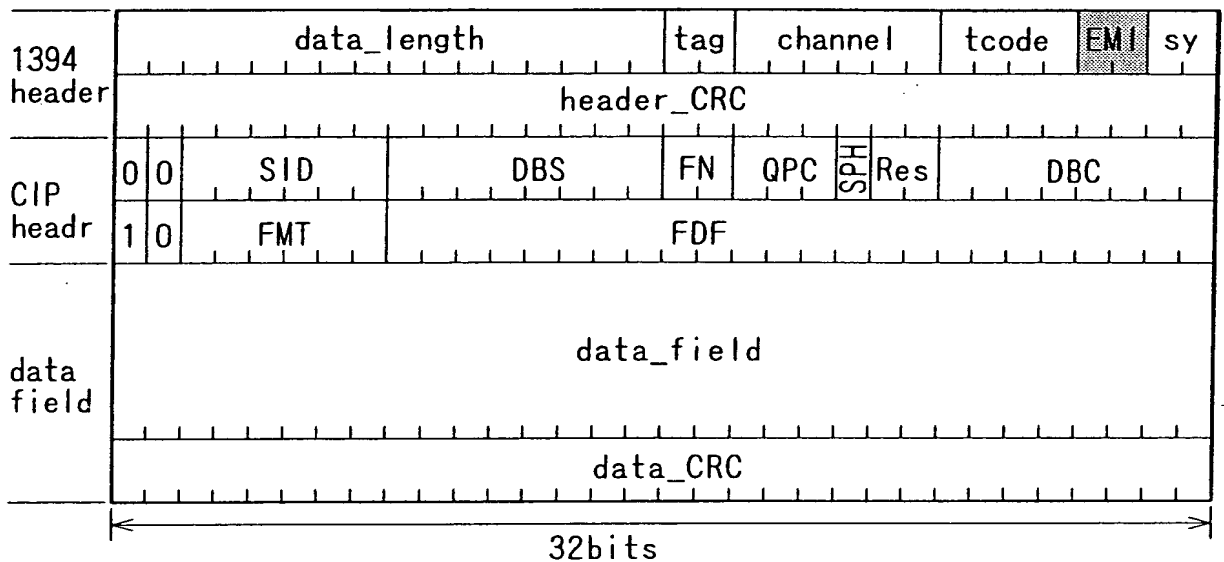 1394 header
data_length tag channel tcode EMI sy
header_CRC
CIP headr
0 0 SID DBS FN QPC SPH Res DBC
1 0 FMT FDF
data field
data_field
data_CRC
32bits